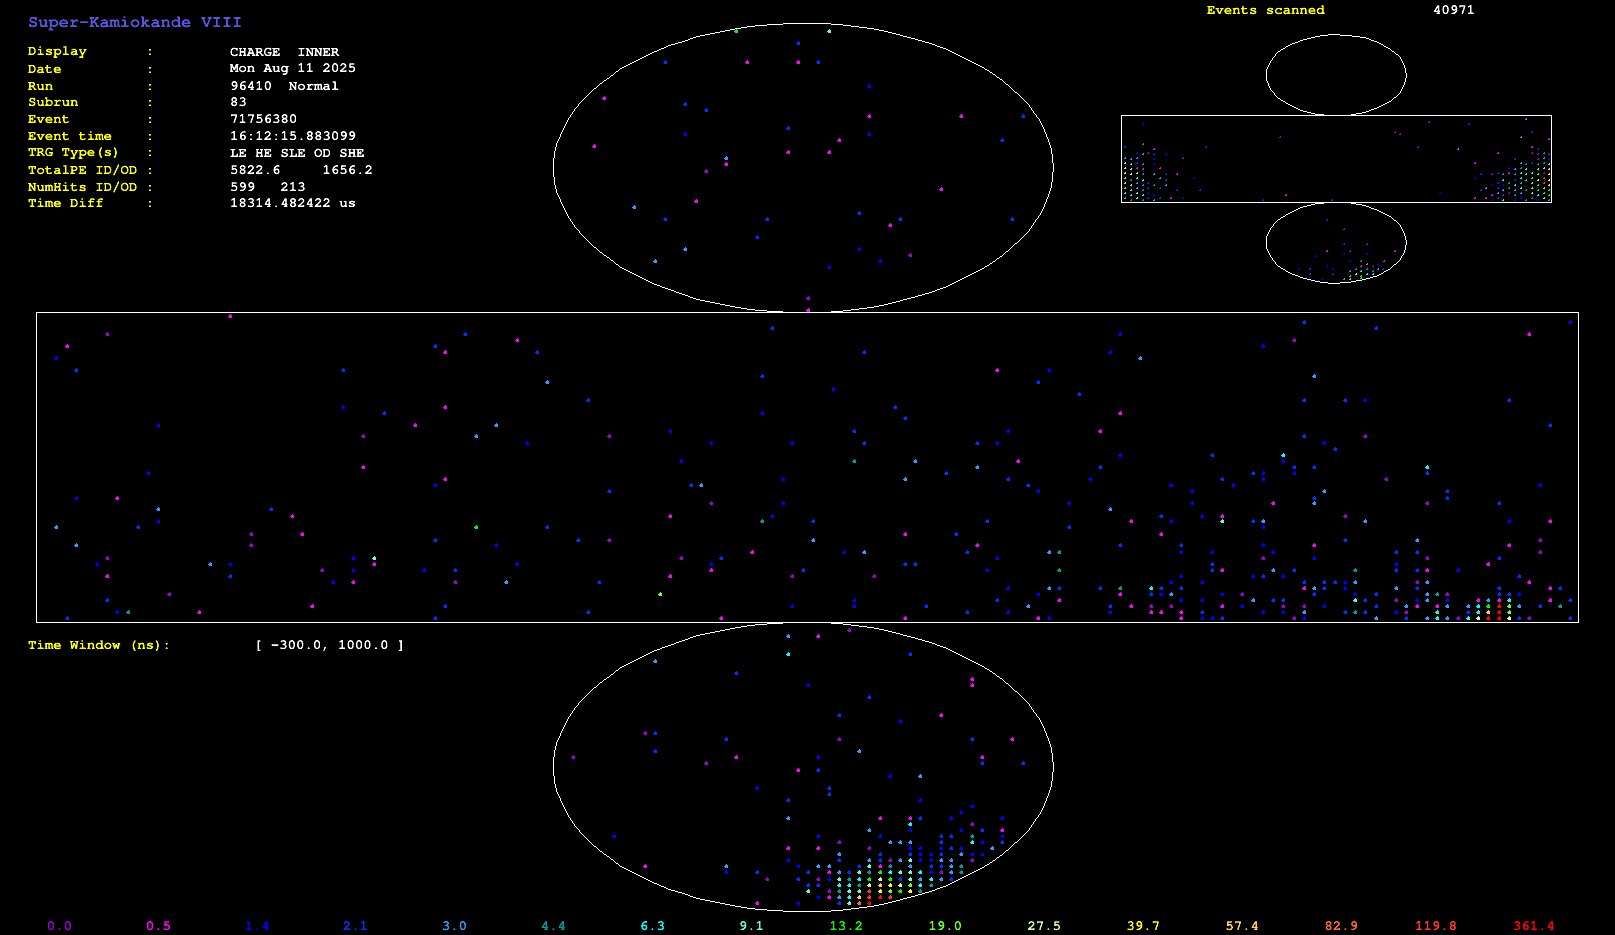 Super-Kamiokande VIII
Events scanned 40971
Display : CHARGE INNER
Date : Mon Aug 11 2025
Run : 96410 Normal
Subrun : 83
Event : 71756380
Event time : 16:12:15.883099
TRG Type(s) : LE HE SLE OD SHE
TotalPE ID/OD : 5822.6 1656.2
NumHits ID/OD : 599 213
Time Diff : 18314.482422 us
Time Window (ns): [ -300.0, 1000.0 ]
0.0 0.5 1.4 2.1 3.0 4.4 6.3 9.1 13.2 19.0 27.5 39.7 57.4 82.9 119.8 361.4